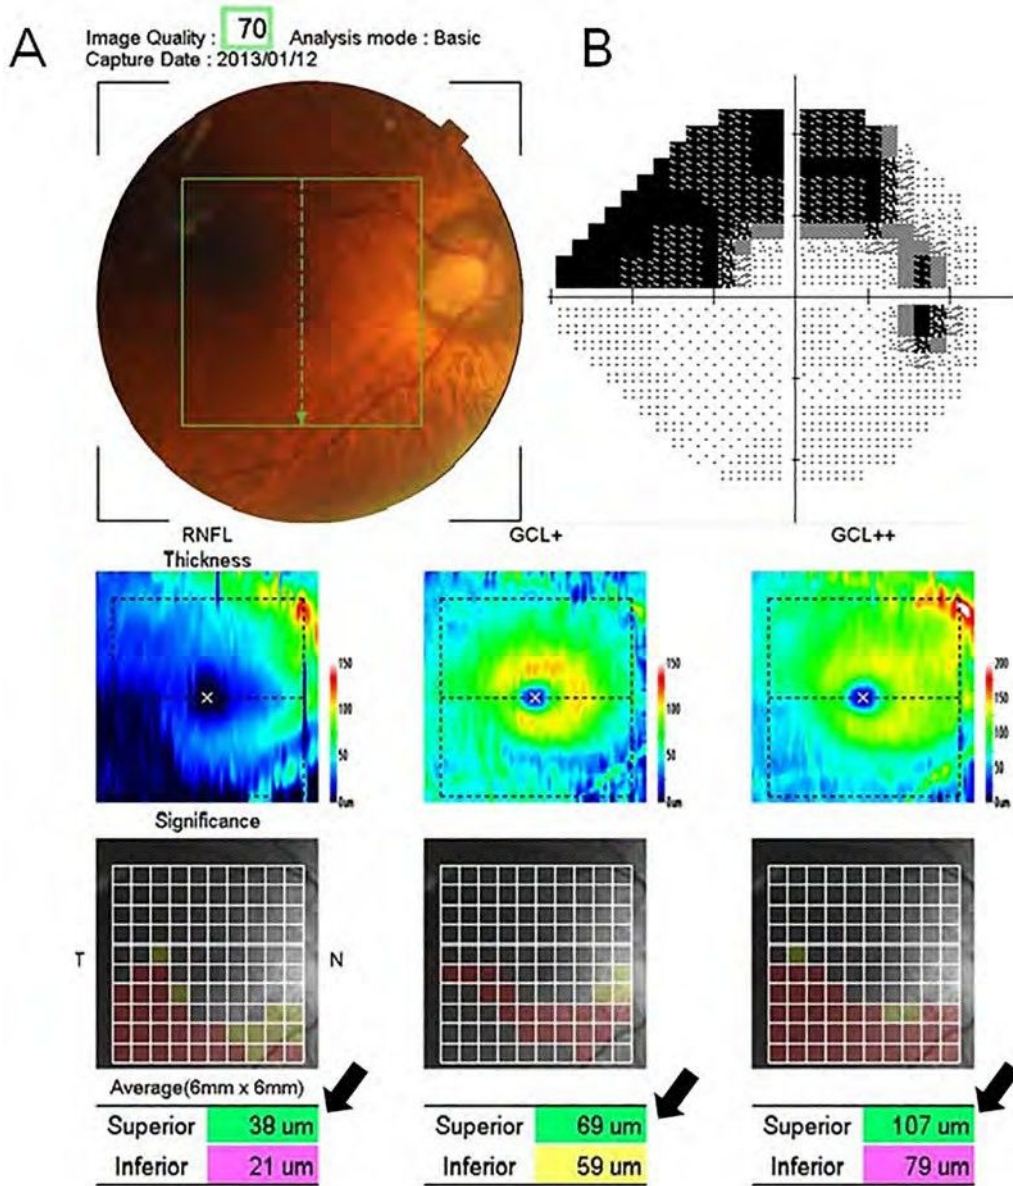 A
Image Quality : 70 Analysis mode : Basic
Capture Date : 2013/01/12
B
RNFL
Thickness
GCL+
GCL++
150
100
50
0um
150
100
50
0um
200
150
100
50
0um
Significance
T
N
Average(6mm x 6mm)
Superior 38 um
Inferior 21 um
Superior 69 um
Inferior 59 um
Superior 107 um
Inferior 79 um